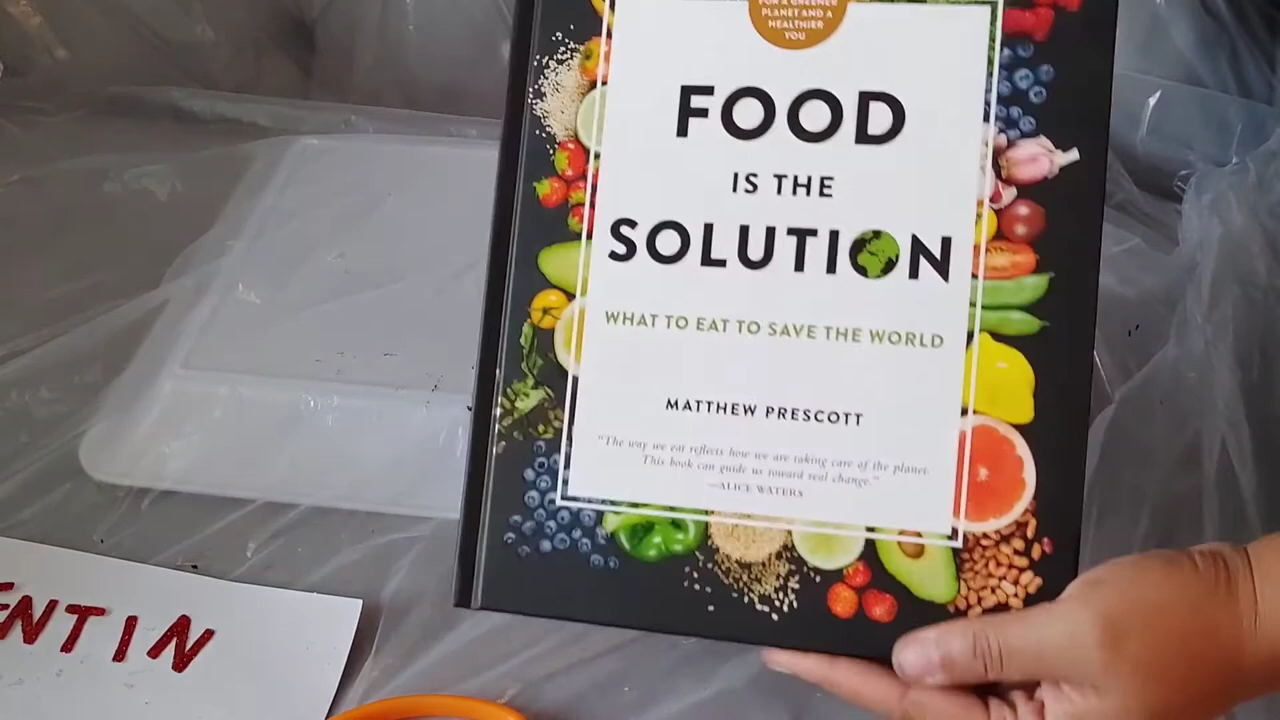 FOR A GREENER
PLANET AND A
HEALTHIER
YOU
FOOD
IS THE
SOLUTION
WHAT TO EAT TO SAVE THE WORLD
MATTHEW PRESCOTT
"The way we eat reflects how we are taking care of the planet.
This book can guide us toward real change."
—ALICE WATERS
ENTIN